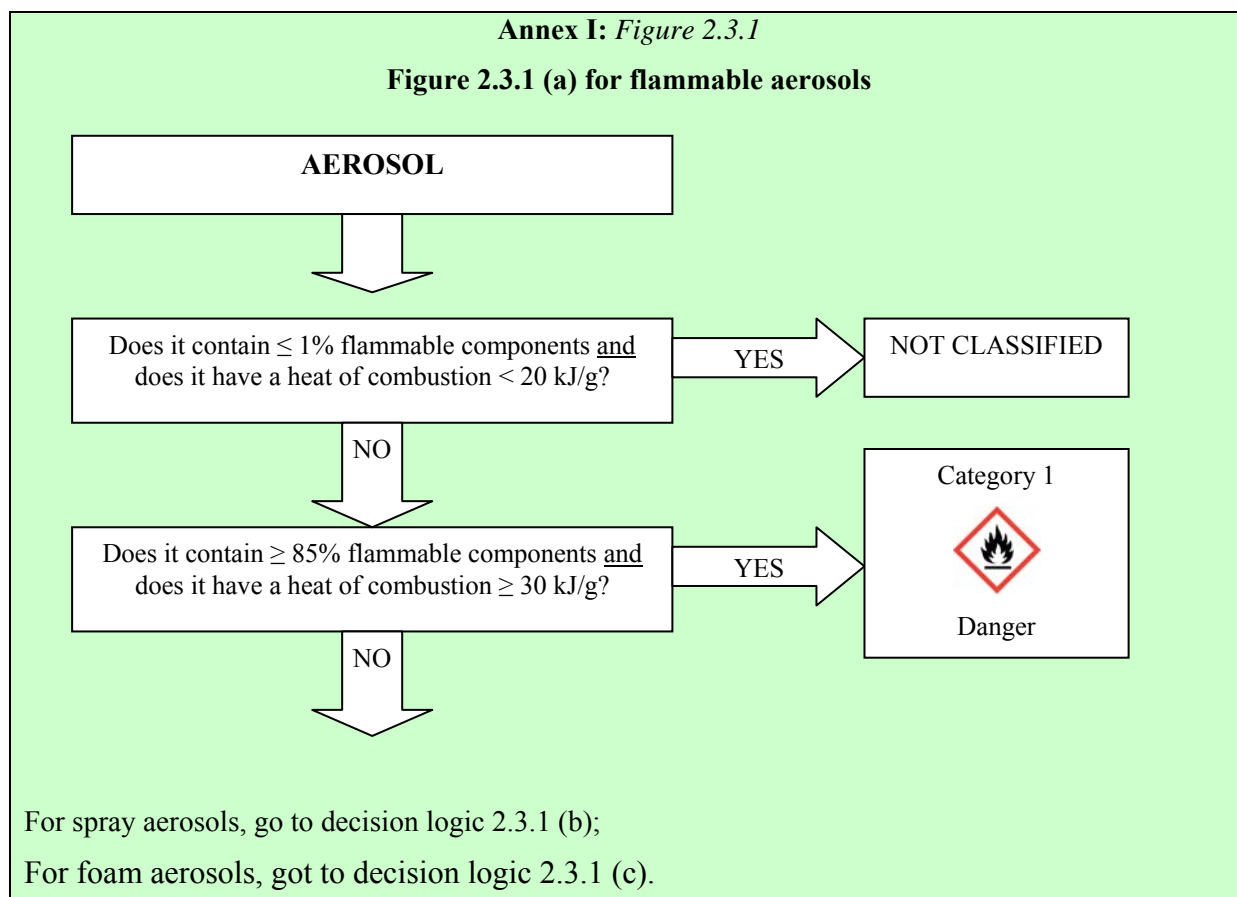 Annex I: Figure 2.3.1
Figure 2.3.1 (a) for flammable aerosols
AEROSOL
Does it contain ≤ 1% flammable components and
does it have a heat of combustion < 20 kJ/g?
YES
NOT CLASSIFIED
NO
Does it contain ≥ 85% flammable components and
does it have a heat of combustion ≥ 30 kJ/g?
YES
Category 1
Danger
NO
For spray aerosols, go to decision logic 2.3.1 (b);
For foam aerosols, got to decision logic 2.3.1 (c).